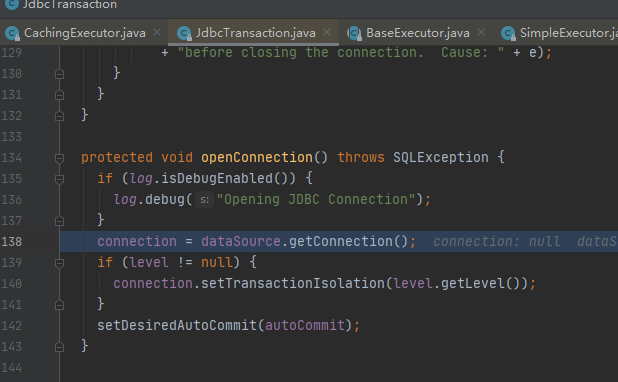 JdbcTransaction
CachingExecutor.java × JdbcTransaction.java × BaseExecutor.java × SimpleExecutor.ja
129 + "before closing the connection.  Cause: " + e);
130 }
131 }
132 }
133
134 protected void openConnection() throws SQLException {
135 if (log.isDebugEnabled()) {
136 log.debug( s: "Opening JDBC Connection");
137 }
138 connection = dataSource.getConnection();  connection: null  dataS
139 if (level != null) {
140 connection.setTransactionIsolation(level.getLevel());
141 }
142 setDesiredAutoCommit(autoCommit);
143 }
144